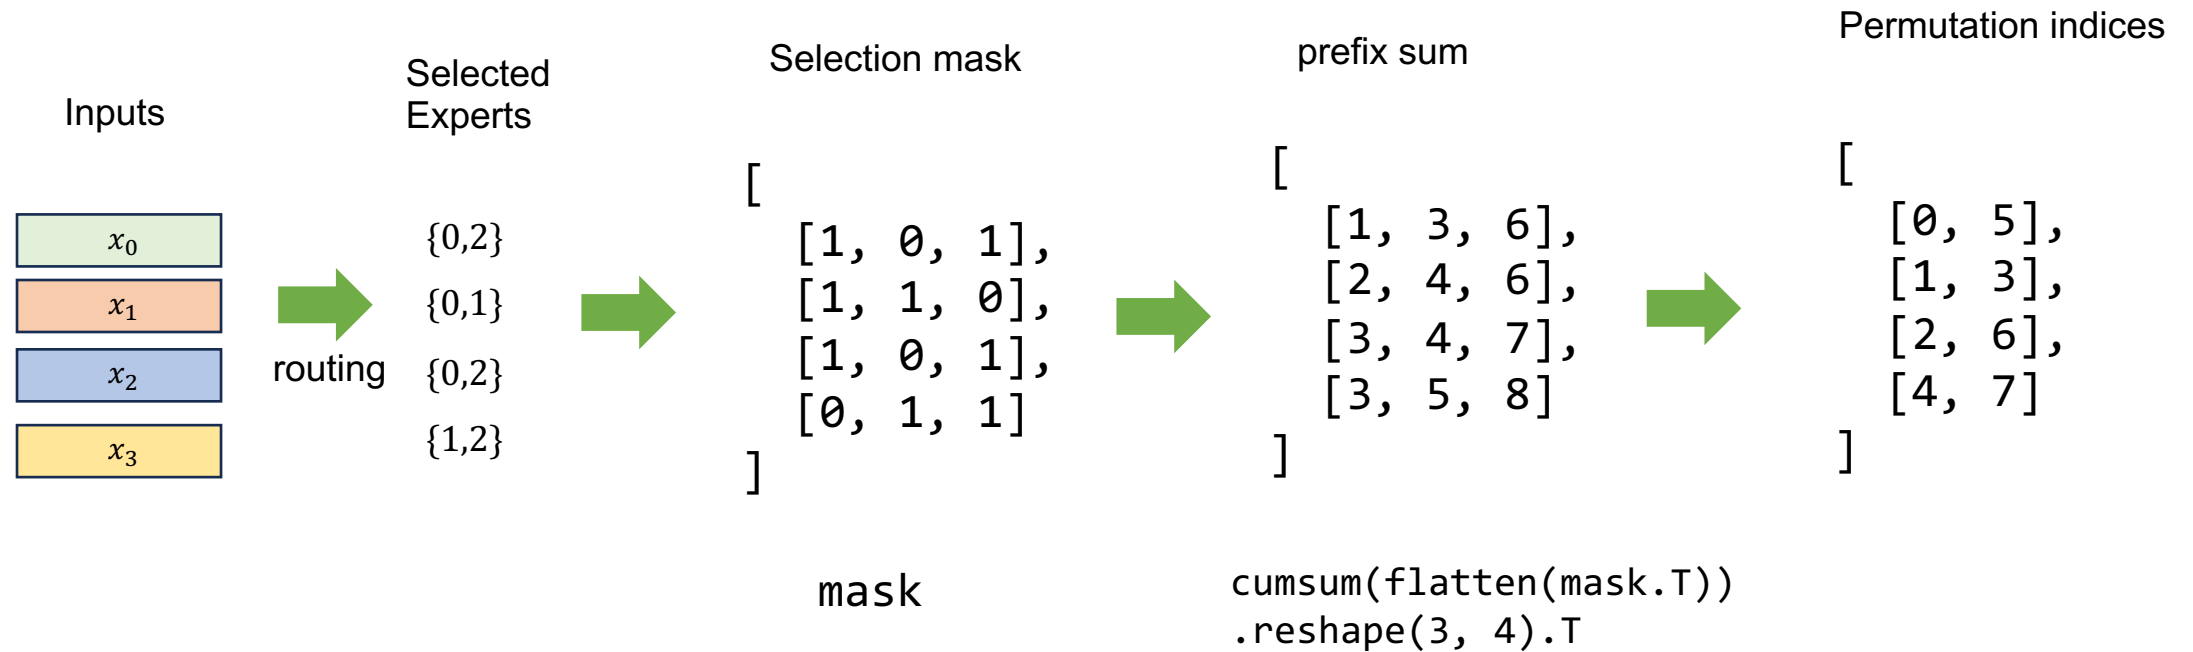 Inputs
x₀
x₁
x₂
x₃
routing
Selected
Experts
{0,2}
{0,1}
{0,2}
{1,2}
Selection mask
[
[1, 0, 1],
[1, 1, 0],
[1, 0, 1],
[0, 1, 1]
]
mask
prefix sum
[
[1, 3, 6],
[2, 4, 6],
[3, 4, 7],
[3, 5, 8]
]
cumsum(flatten(mask.T))
.reshape(3, 4).T
Permutation indices
[
[0, 5],
[1, 3],
[2, 6],
[4, 7]
]